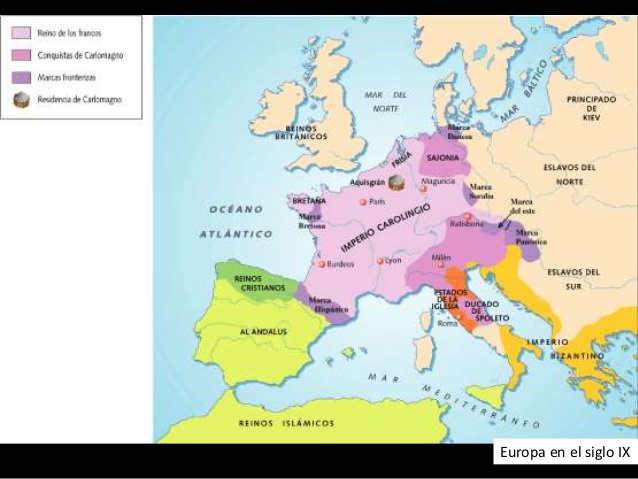 Reino de los francos
Conquistas de Carlomagno
Marcas fronterizas
Residencia de Carlomagno
MAR DEL
NORTE
MAR BÁLTICO
PRINCIPADO
DE
KIEV
REINOS
BRITÁNICOS
Marca
Danesa
FRISIA
SAJONIA
ESLAVOS DEL
NORTE
Aquisgrán
Maguncia
Marca
Soraba
Marca
del este
BRETAÑA
París
Marca
Bretona
OCÉANO
ATLÁNTICO
IMPERIO CAROLINGIO
Ratisbona
Marca
Panónica
Burdeos
Lyon
Milán
ESLAVOS DEL
SUR
REINOS
CRISTIANOS
Marca
Hispánica
ESTADOS
DE LA
IGLESIA
DUCADO
DE
SPOLETO
Roma
AL ANDALUS
IMPERIO
BIZANTINO
MAR MEDITERRÁNEO
REINOS ISLÁMICOS
Europa en el siglo IX